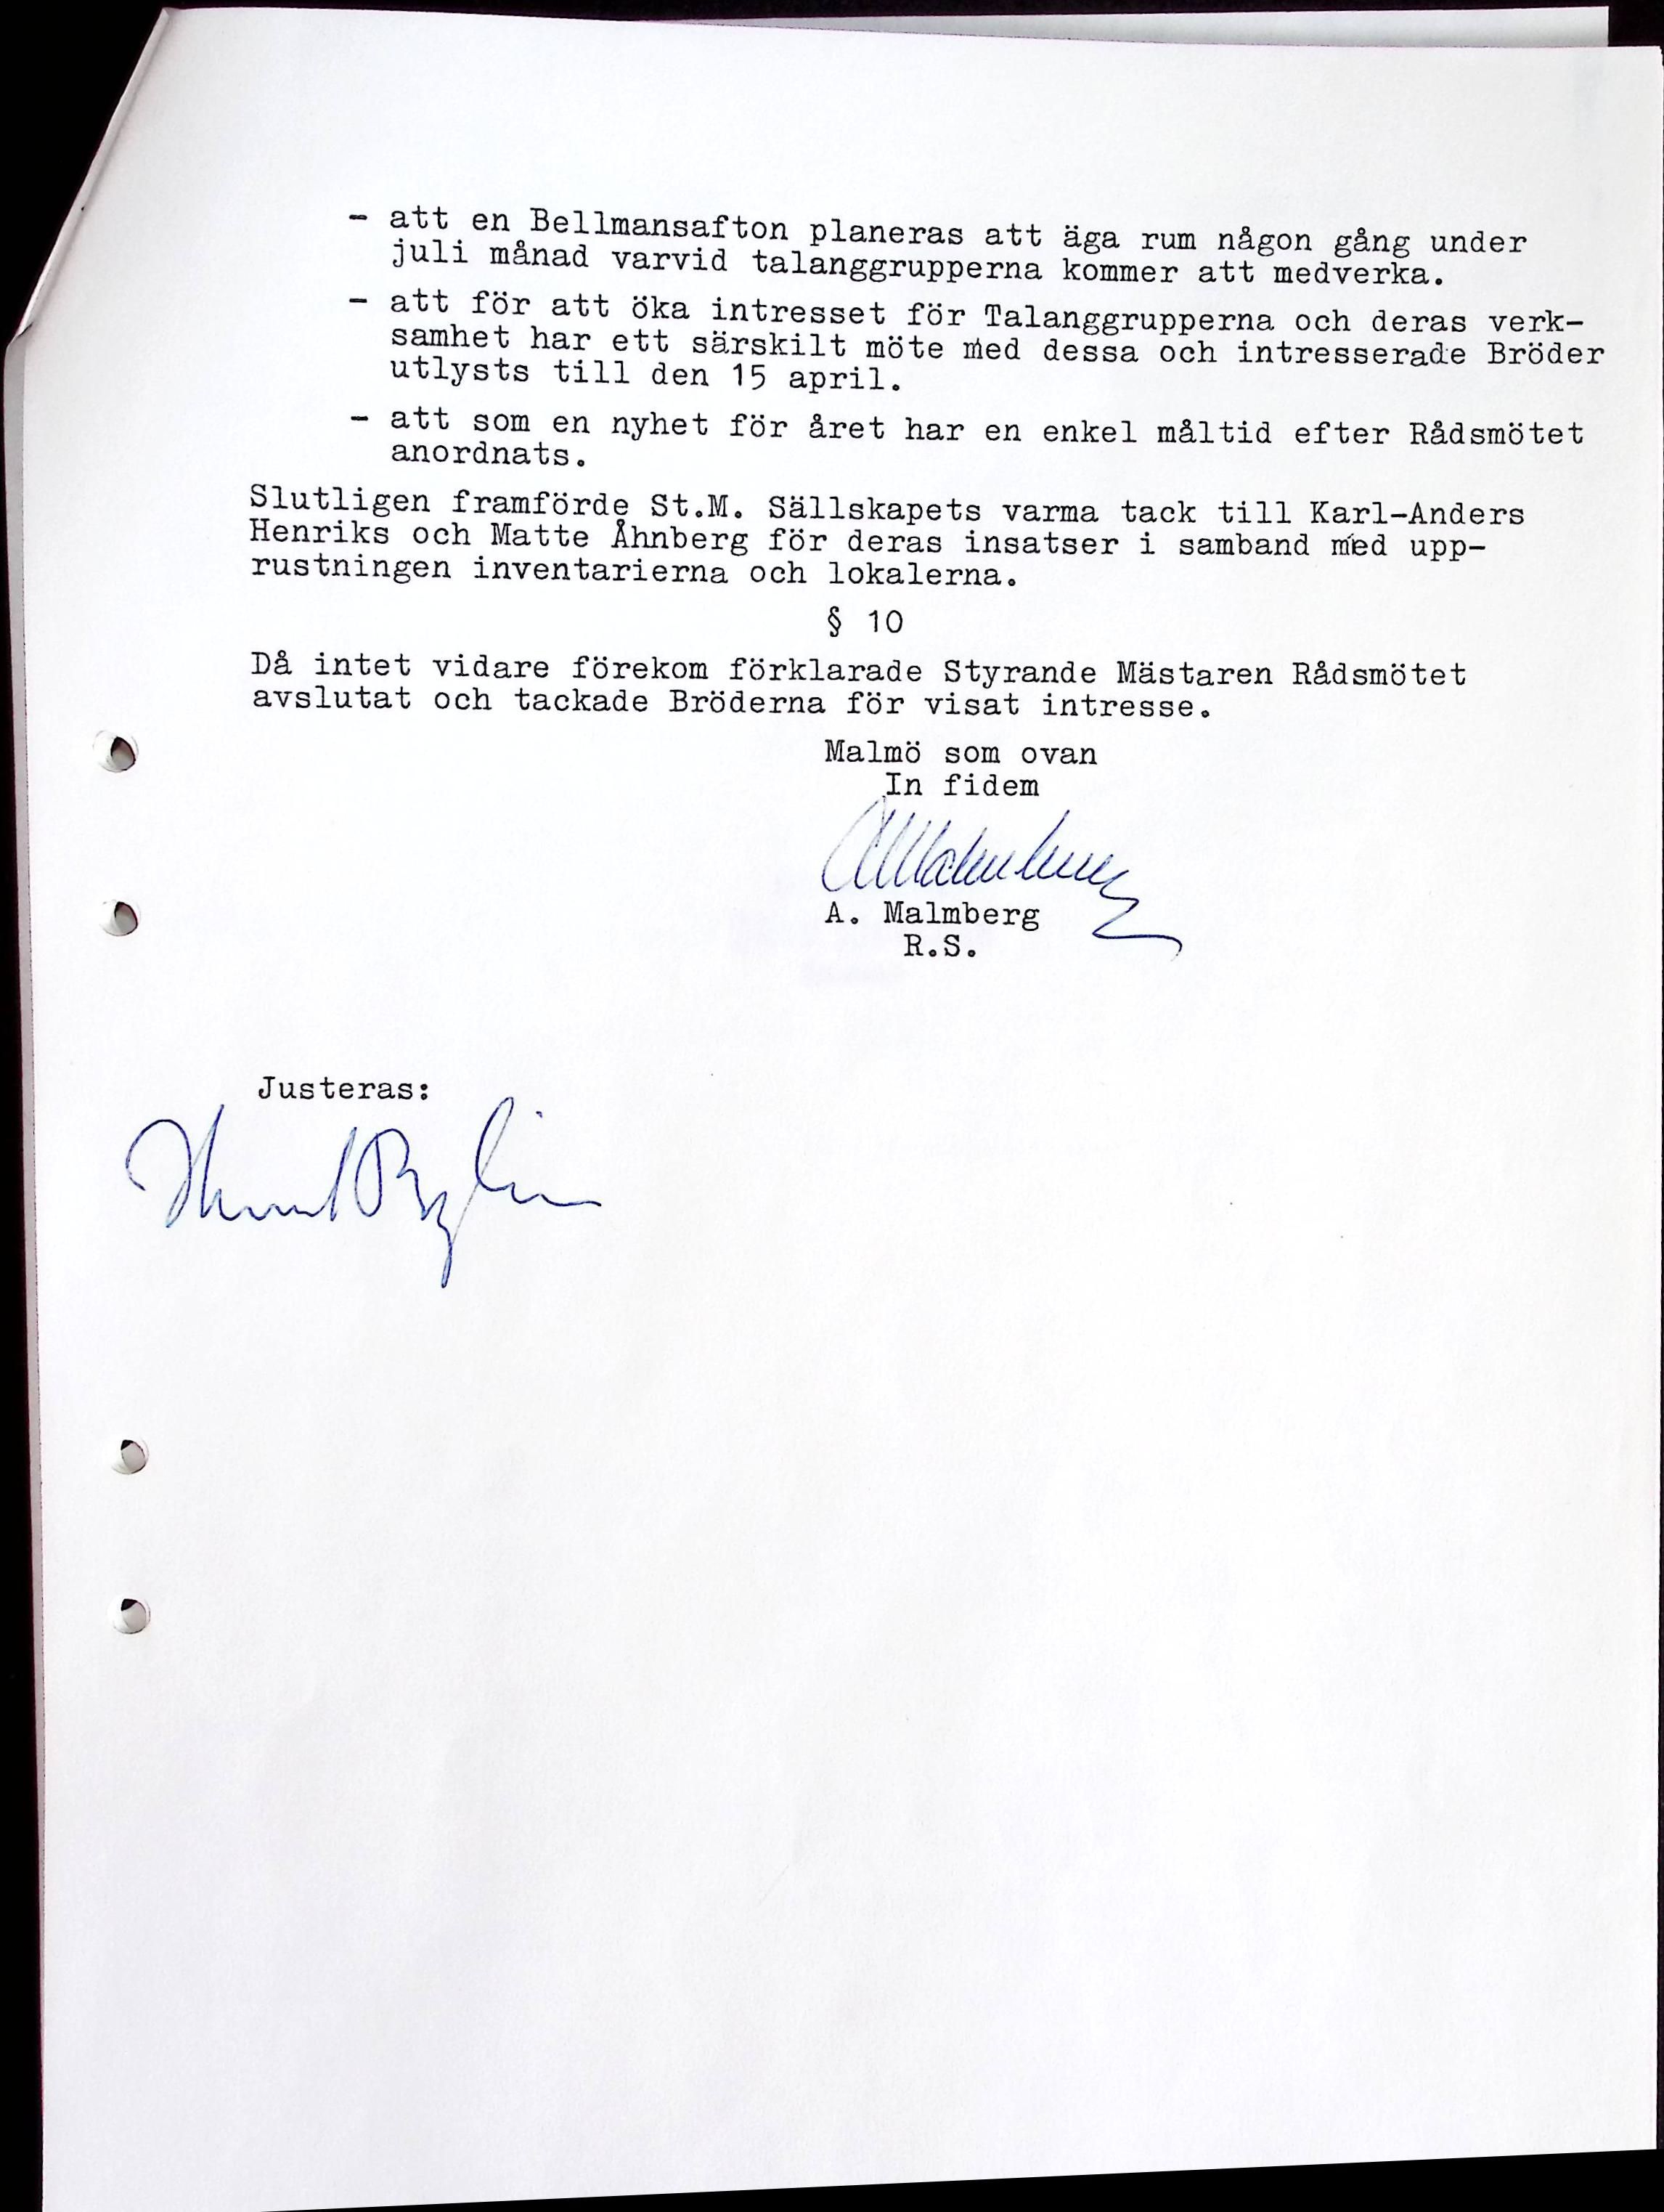 - att en Bellmansafton planeras att äga rum någon gång under
juli månad varvid talanggrupperna kommer att medverka.
- att för att öka intresset för Talanggrupperna och deras verk-
samhet har ett särskilt möte med dessa och intresserade Bröder
utlysts till den 15 april.
- att som en nyhet för året har en enkel måltid efter Rådsmötet
anordnats.
Slutligen framförde St.M. Sällskapets varma tack till Karl-Anders
Henriks och Matte Åhnberg för deras insatser i samband med upp-
rustningen inventarierna och lokalerna.
§ 10
Då intet vidare förekom förklarade Styrande Mästaren Rådsmötet
avslutat och tackade Bröderna för visat intresse.
Malmö som ovan
In fidem
A Malmberg
A. Malmberg
R.S.
Justeras: